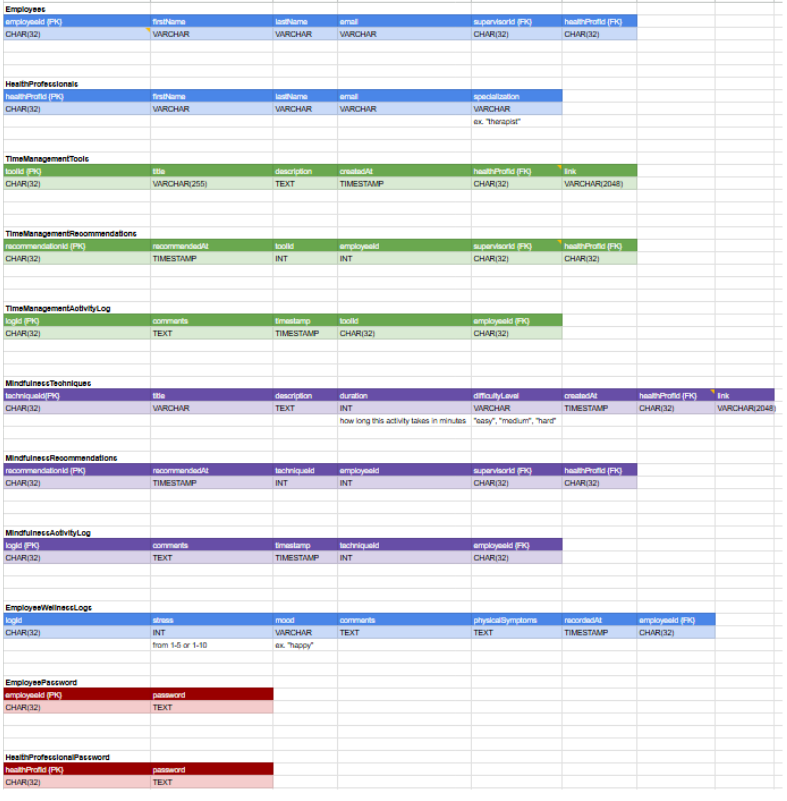 Employees
employeeId (PK) firstName lastName email supervisorId (FK) healthProfId (FK)
CHAR(32) VARCHAR VARCHAR VARCHAR CHAR(32) CHAR(32)
HealthProfessionals
healthProfId (PK) firstName lastName email specialization
CHAR(32) VARCHAR VARCHAR VARCHAR VARCHAR
ex. "therapist"
TimeManagementTools
toolId (PK) title description createdAt healthProfId (FK) link
CHAR(32) VARCHAR(255) TEXT TIMESTAMP CHAR(32) VARCHAR(2048)
TimeManagementRecommendations
recommendationId (PK) recommendedAt toolId employeeId supervisorId (FK) healthProfId (FK)
CHAR(32) TIMESTAMP INT INT CHAR(32) CHAR(32)
TimeManagementActivityLog
logId (PK) comments timestamp toolId employeeId (FK)
CHAR(32) TEXT TIMESTAMP CHAR(32) CHAR(32)
MindfulnessTechniques
techniqueId(PK) title description duration difficultyLevel createdAt healthProfId (FK) link
CHAR(32) VARCHAR TEXT INT VARCHAR TIMESTAMP CHAR(32) VARCHAR(2048)
how long this activity takes in minutes "easy", "medium", "hard"
MindfulnessRecommendations
recommendationId (PK) recommendedAt techniqueId employeeId supervisorId (FK) healthProfId (FK)
CHAR(32) TIMESTAMP INT INT CHAR(32) CHAR(32)
MindfulnessActivityLog
logId (PK) comments timestamp techniqueId employeeId (FK)
CHAR(32) TEXT TIMESTAMP INT CHAR(32)
EmployeeWellnessLogs
logId stress mood comments physicalSymptoms recordedAt employeeId (FK)
CHAR(32) INT VARCHAR TEXT TEXT TIMESTAMP CHAR(32)
from 1-5 or 1-10 ex. "happy"
EmployeePassword
employeeId (PK) password
CHAR(32) TEXT
HealthProfessionalPassword
healthProfId (PK) password
CHAR(32) TEXT